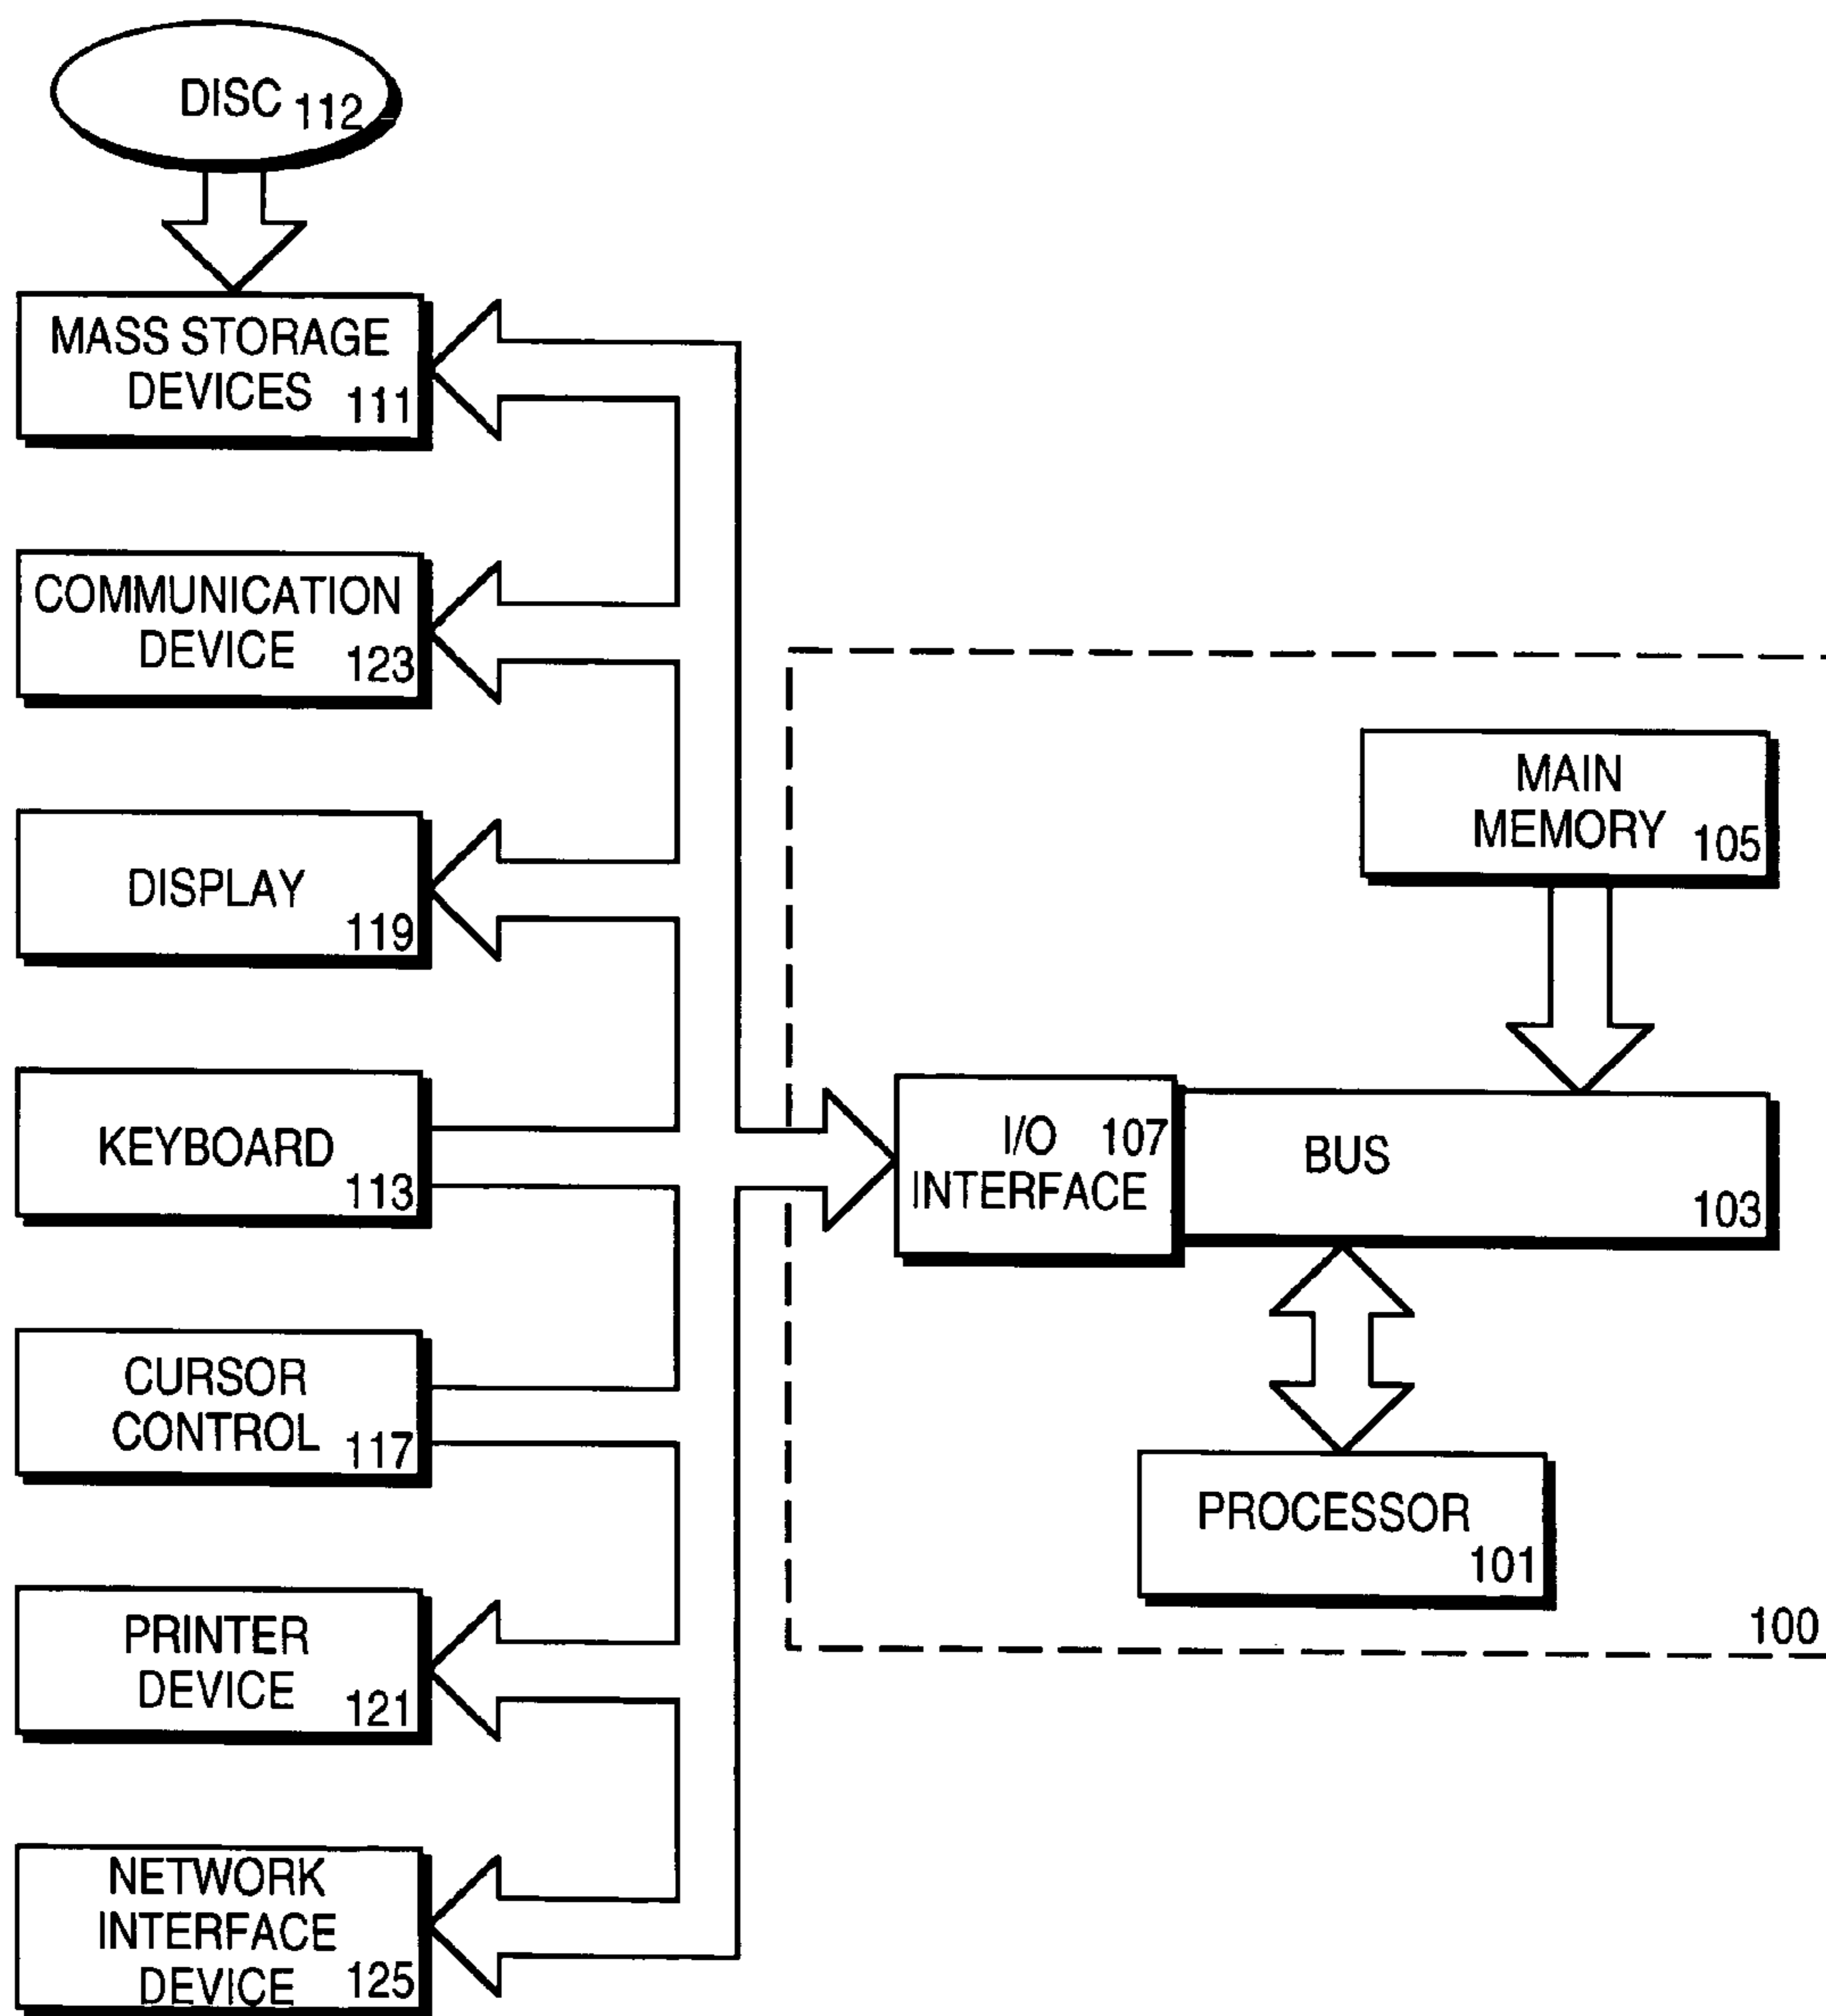 DISC 112
MASS STORAGE
DEVICES 111
COMMUNICATION
DEVICE 123
DISPLAY
119
KEYBOARD
113
CURSOR
CONTROL 117
PRINTER
DEVICE 121
NETWORK
INTERFACE
DEVICE 125
MAIN
MEMORY 105
I/O 107
INTERFACE
BUS
103
PROCESSOR
101
100